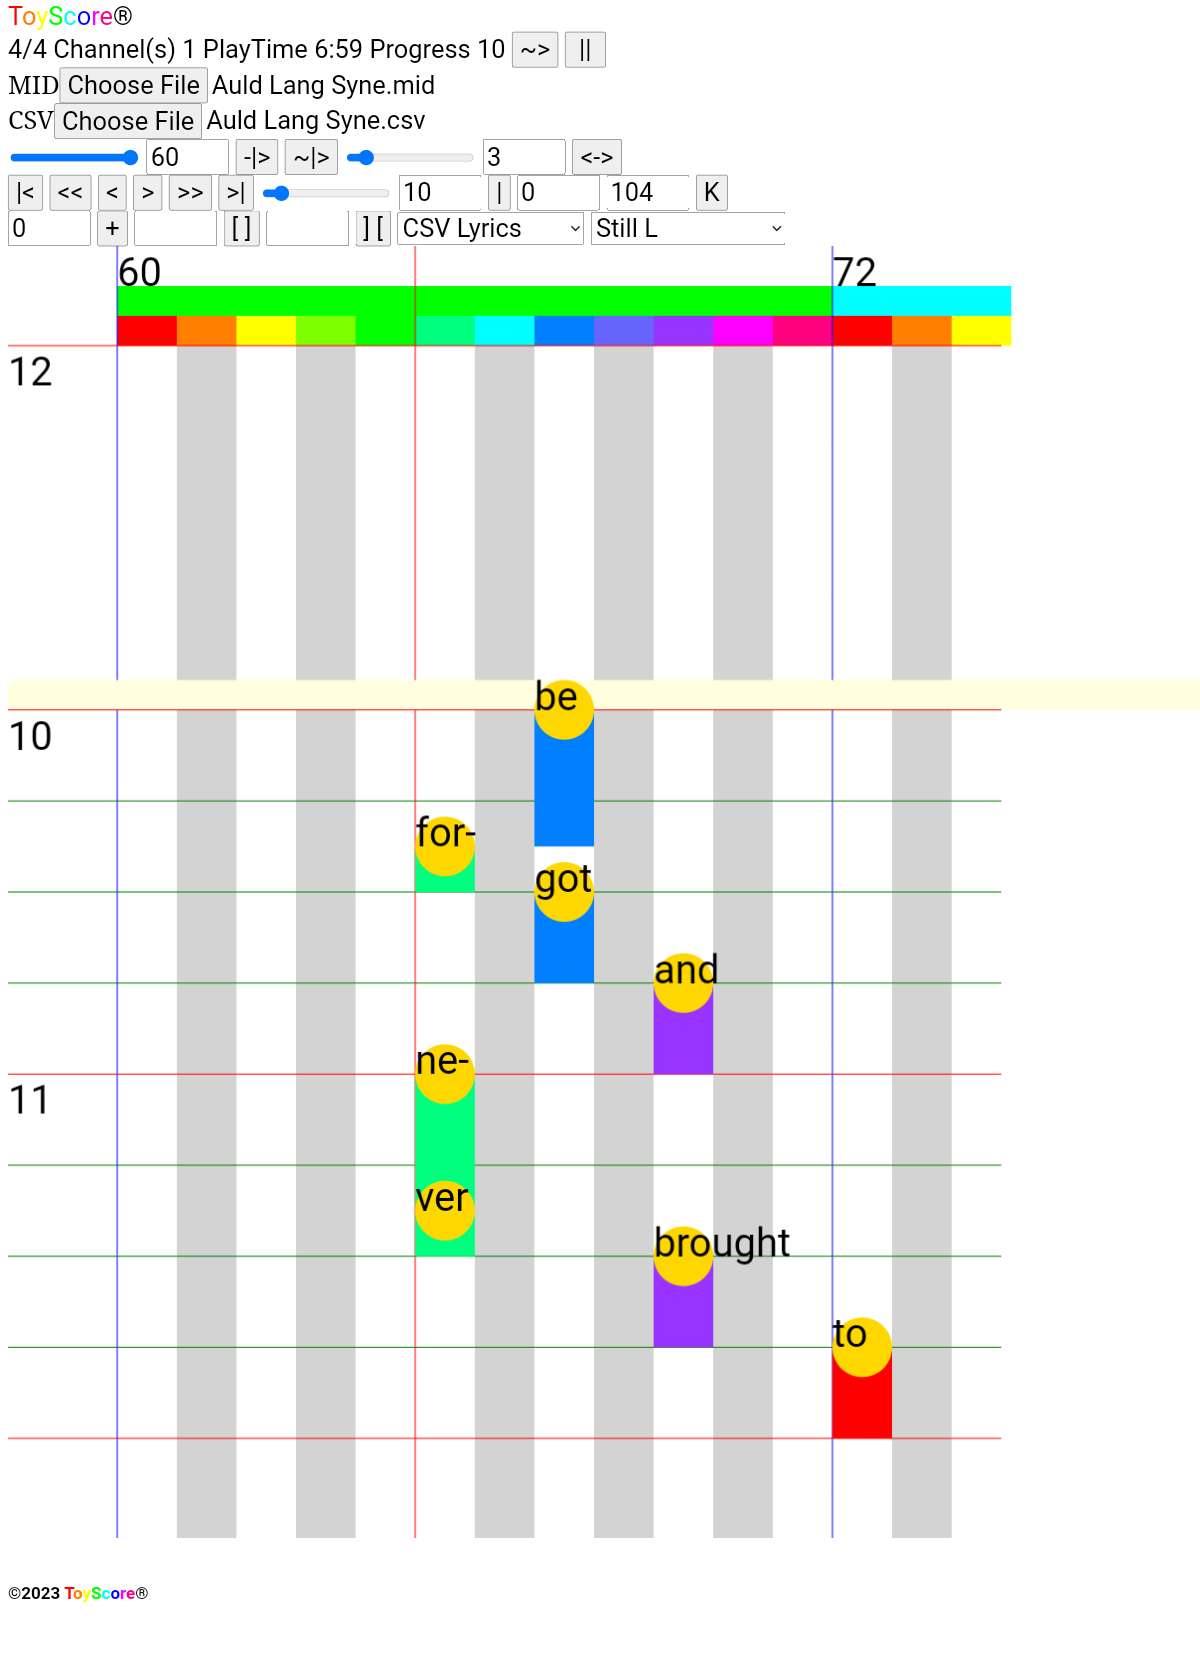 ToyScore®
4/4 Channel(s) 1 PlayTime 6:59 Progress 10 ~> ||
MID Choose File Auld Lang Syne.mid
CSV Choose File Auld Lang Syne.csv
60 -|> ~|> 3 <->
|< << < > >> >| 10 | 0 104 K
0 + [ ] ] [ CSV Lyrics Still L
60 72
12
be
10
for-
got
and
ne-
11
ver
brought
to
©2023 ToyScore®